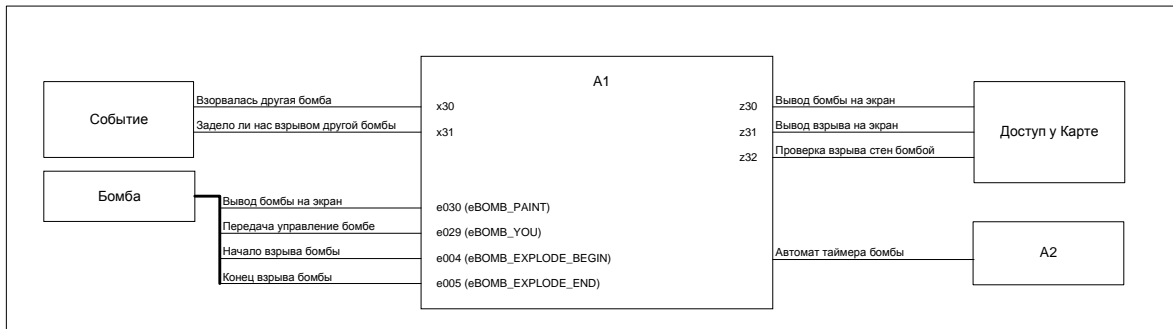 A1
Событие
Взорвалась другая бомба
x30
Задело ли нас взрывом другой бомбы
x31
z30
Вывод бомбы на экран
z31
Вывод взрыва на экран
z32
Проверка взрыва стен бомбой
Доступ у Карте
Бомба
Вывод бомбы на экран
e030 (eBOMB_PAINT)
Передача управление бомбе
e029 (eBOMB_YOU)
Начало взрыва бомбы
e004 (eBOMB_EXPLODE_BEGIN)
Конец взрыва бомбы
e005 (eBOMB_EXPLODE_END)
Автомат таймера бомбы
A2